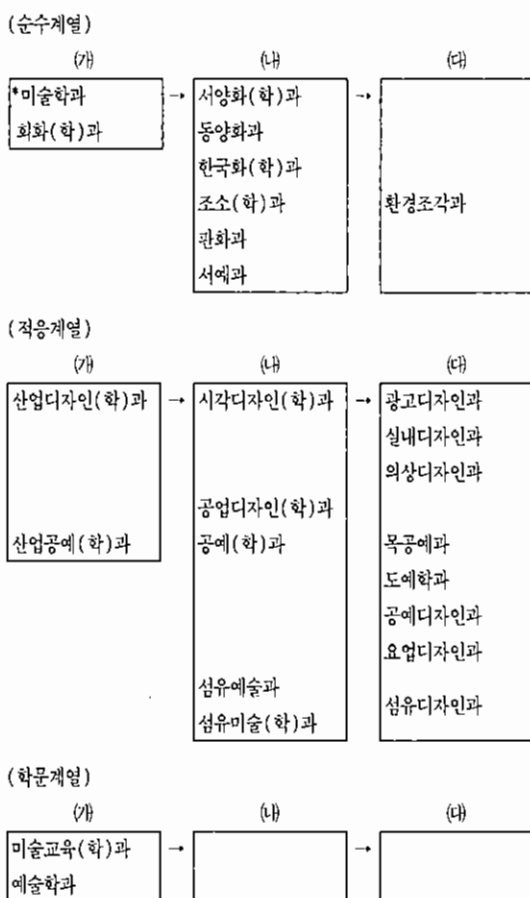 (순수계열)
(가) (나) (다)
*미술학과 → 서양화(학)과 →
회화(학)과 동양화과
한국화(학)과
조소(학)과 환경조각과
판화과
서예과
(적응계열)
(가) (나) (다)
산업디자인(학)과 → 시각디자인(학)과 → 광고디자인과
실내디자인과
의상디자인과
공업디자인(학)과
산업공예(학)과 공예(학)과 목공예과
도예학과
공예디자인과
요업디자인과
섬유예술과
섬유디자인과
섬유미술(학)과
(학문계열)
(가) (나) (다)
미술교육(학)과 → →
예술학과